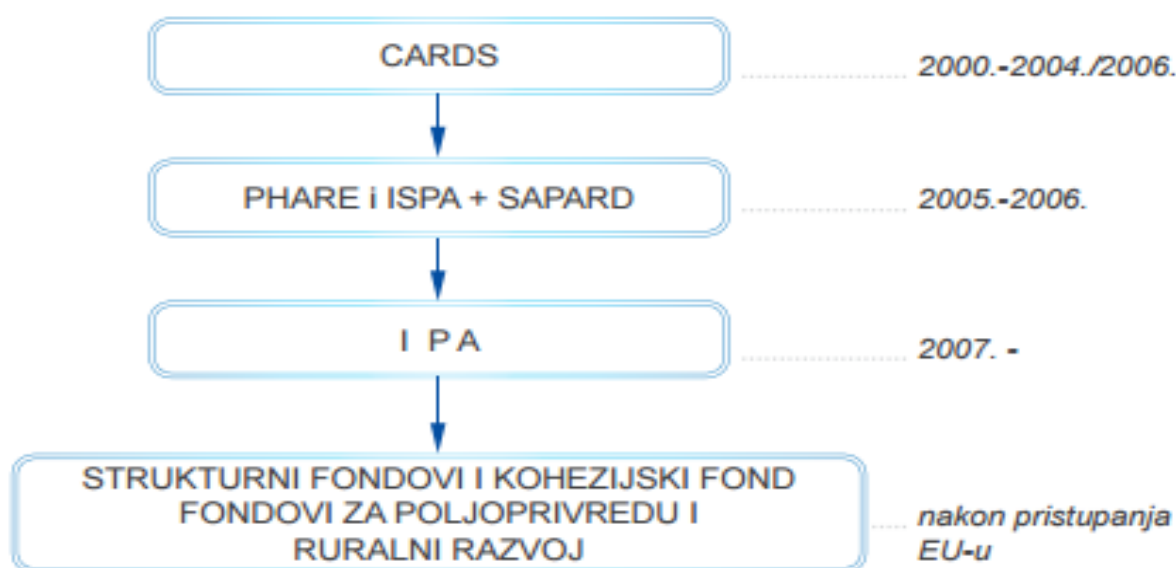 CARDS
2000.-2004./2006.
PHARE i ISPA + SAPARD
2005.-2006.
I P A
2007. -
STRUKTURNI FONDOVI I KOHEZIJSKI FOND
FONDOVI ZA POLJOPRIVREDU I
RURALNI RAZVOJ
nakon pristupanja
EU-u